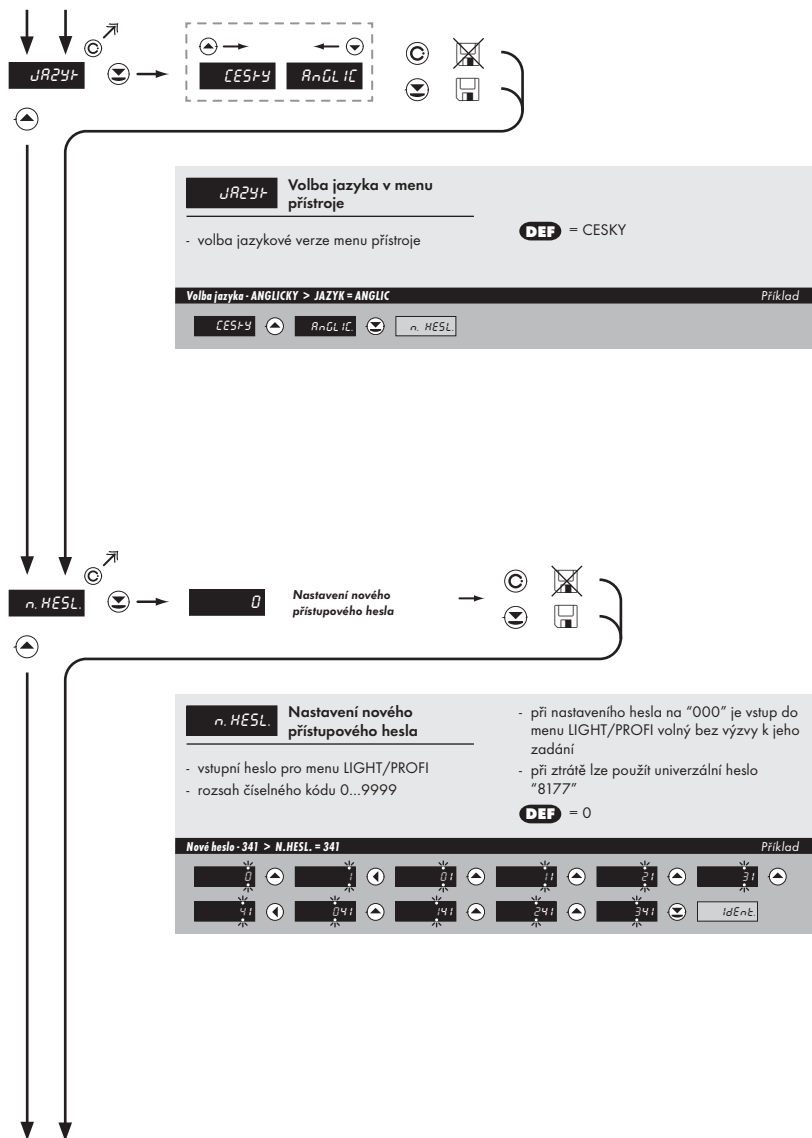 JAZYK
CESKY ANGLIC
JAZYK
Volba jazyka v menu
přístroje
- volba jazykové verze menu přístroje
DEF = CESKY
Volba jazyka - ANGLICKY > JAZYK = ANGLIC
Příklad
CESKY ANGLIC. n. HESL.
n. HESL.
0
Nastavení nového
přístupového hesla
n. HESL.
Nastavení nového
přístupového hesla
- vstupní heslo pro menu LIGHT/PROFI
- rozsah číselného kódu 0...9999
- při nastaveního hesla na "000" je vstup do
menu LIGHT/PROFI volný bez výzvy k jeho
zadání
- při ztrátě lze použít univerzální heslo
"8177"
DEF = 0
Nové heslo - 341 > N.HESL. = 341
Příklad
0 1 01 11 21 31
41 041 141 241 341 IdEnt.